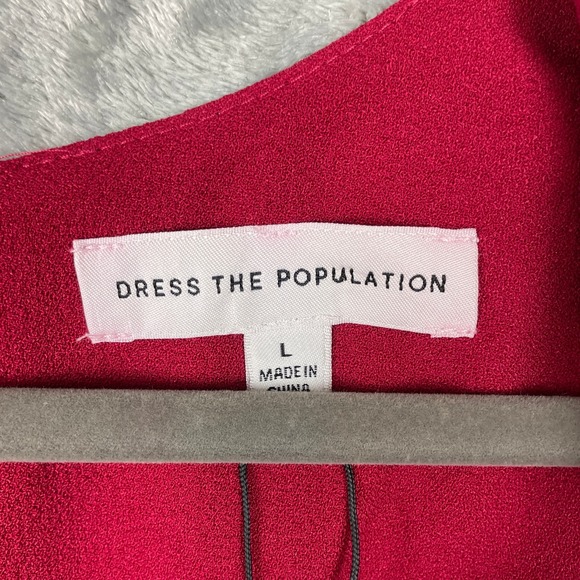 DRESS THE POPULATION
L
MADE IN
CHINA